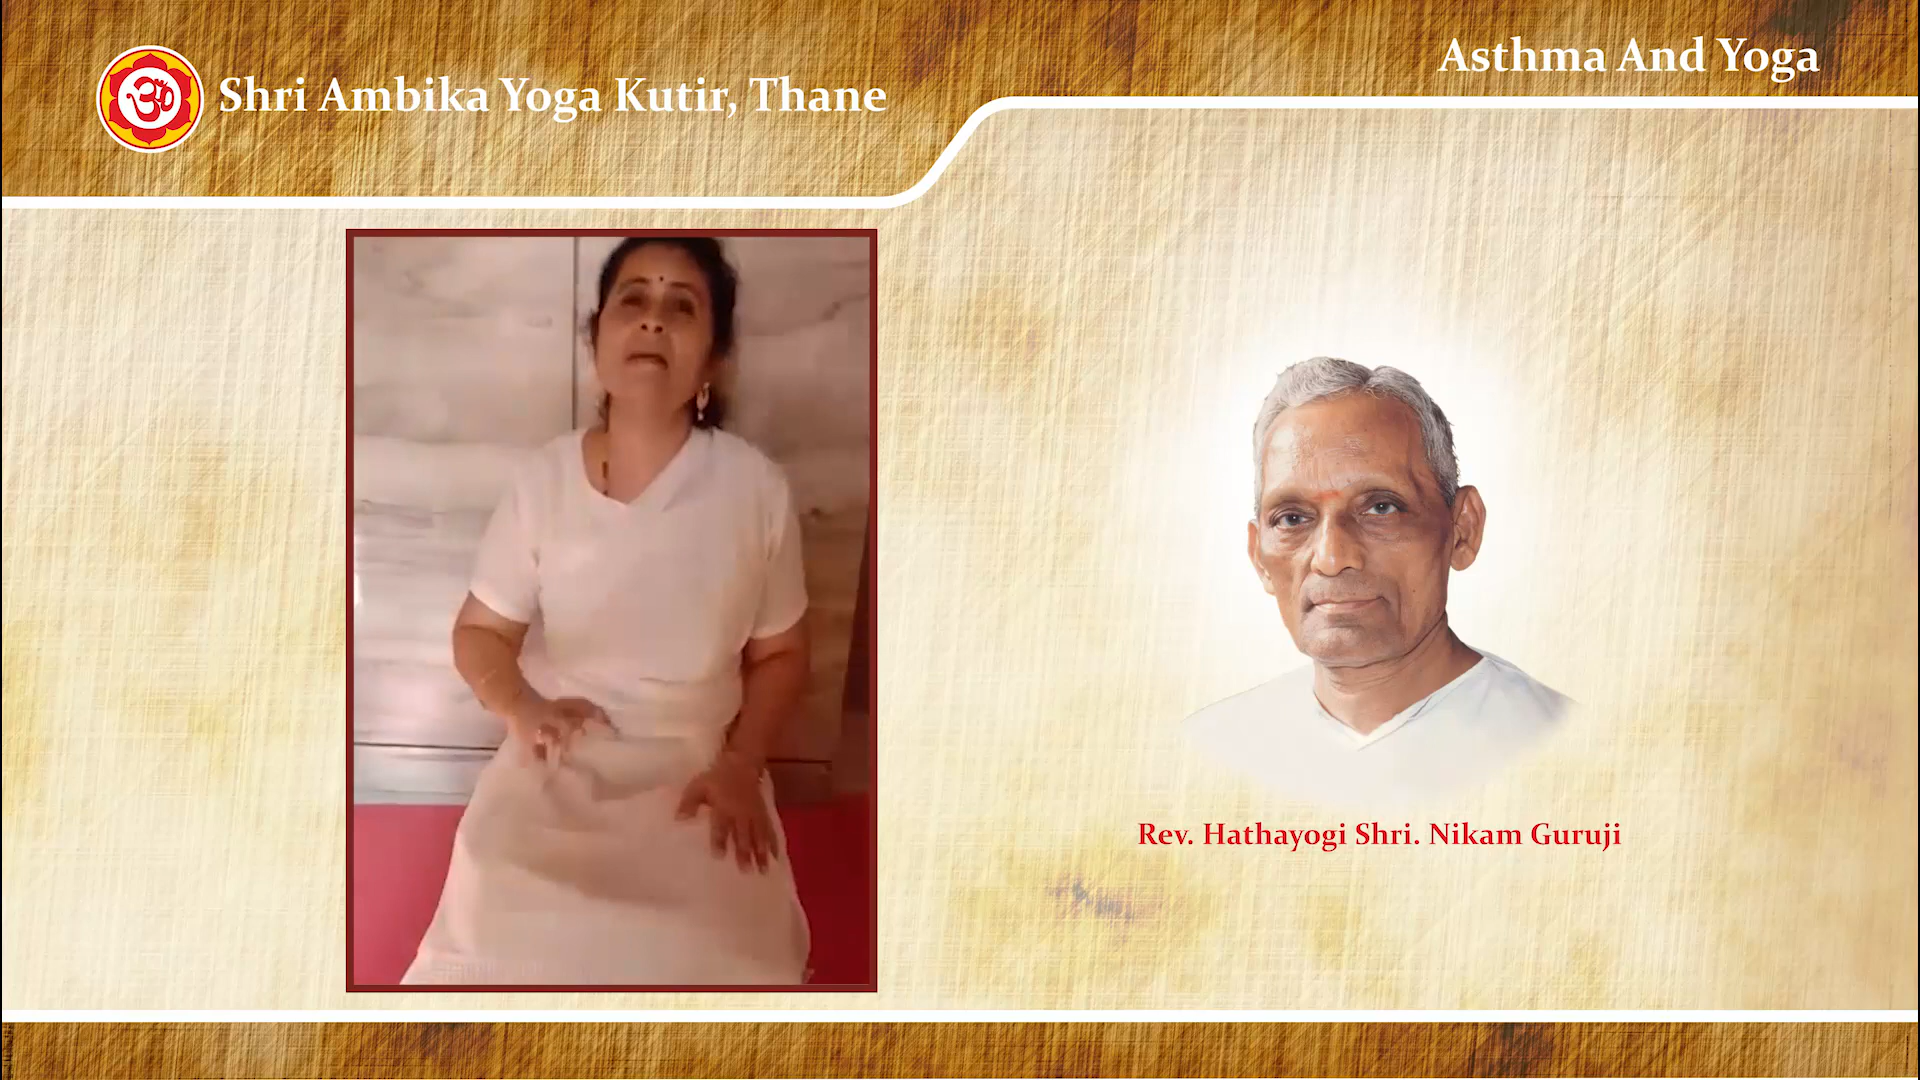 Shri Ambika Yoga Kutir, Thane
Asthma And Yoga
Rev. Hathayogi Shri. Nikam Guruji